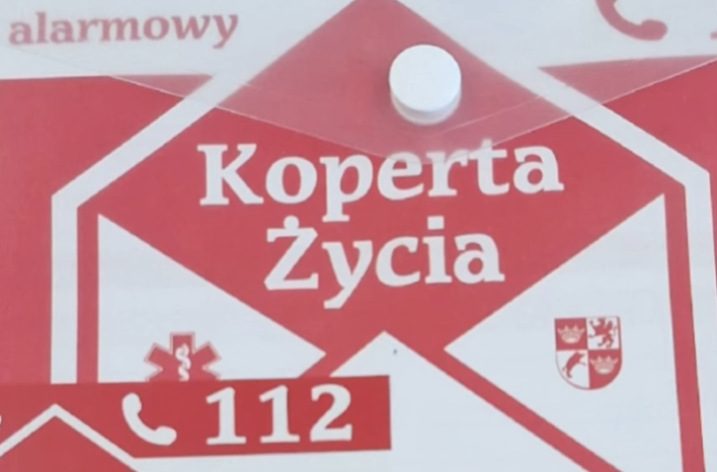 alarmowy
Koperta
Życia
112